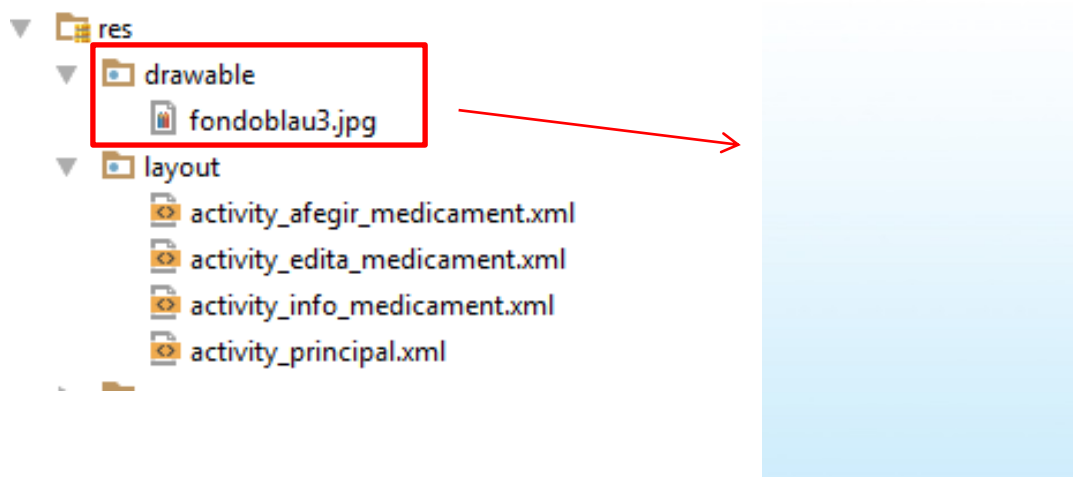 res
drawable
fondoblau3.jpg
layout
activity_afegir_medicament.xml
activity_edita_medicament.xml
activity_info_medicament.xml
activity_principal.xml